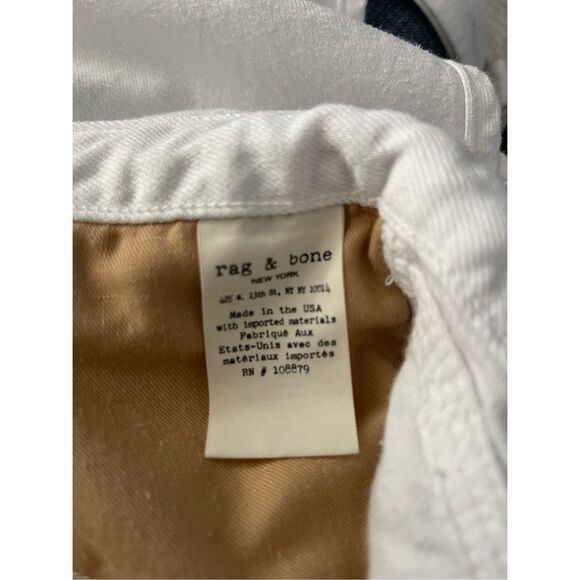 rag & bone
NEW YORK
425 W. 13th St, NY NY 10014
Made in the USA
with imported materials
Fabriqué Aux
Etats-Unis avec des
matériaux importés
RN # 108879